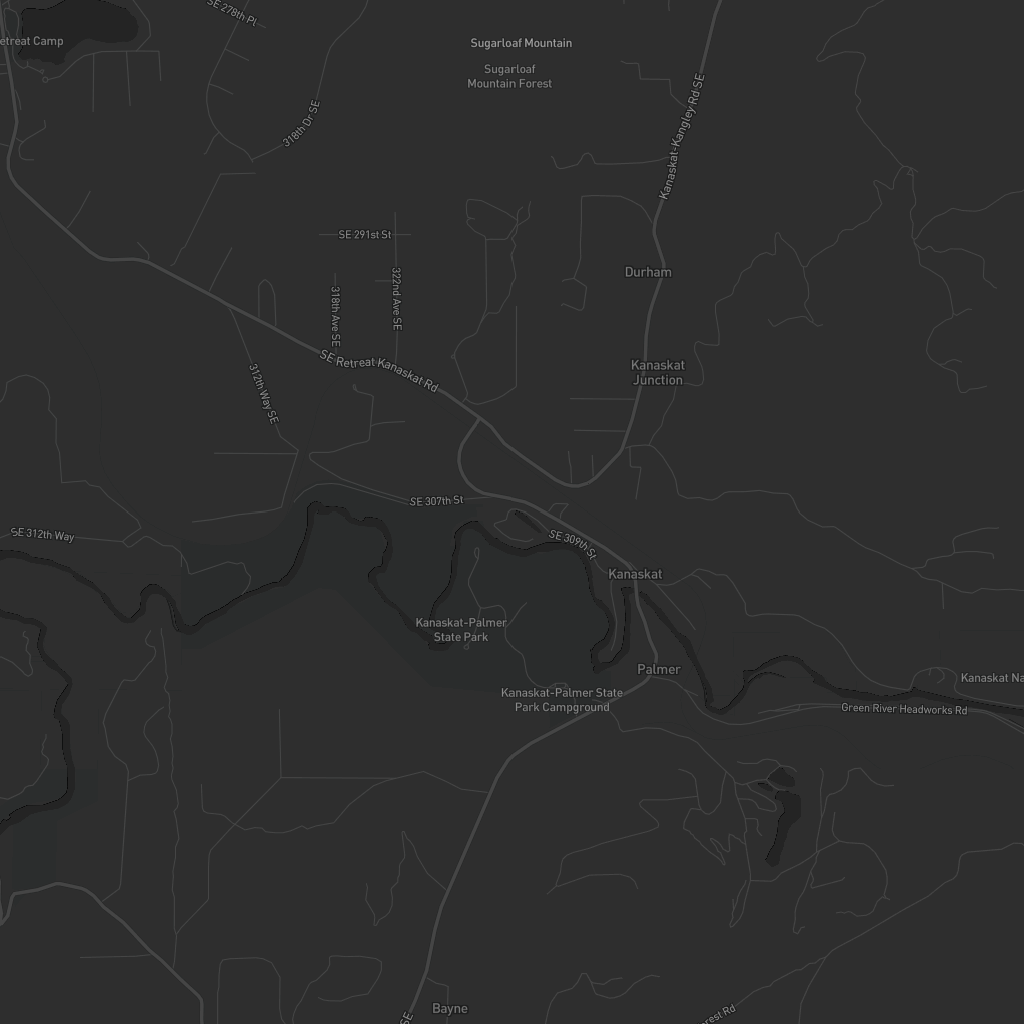 SE 278th Pl
etreat Camp
Sugarloaf Mountain
Sugarloaf
Mountain Forest
318th Dr SE
Kanaskat-Kangley Rd SE
SE 291st St
Durham
322nd Ave SE
318th Ave SE
SE Retreat Kanaskat Rd
Kanaskat
Junction
312th Way SE
SE 307th St
SE 312th Way
SE 309th St
Kanaskat
Kanaskat-Palmer
State Park
Palmer
Kanaskat Na
Kanaskat-Palmer State
Park Campground
Green River Headworks Rd
Bayne
SE
orest Rd